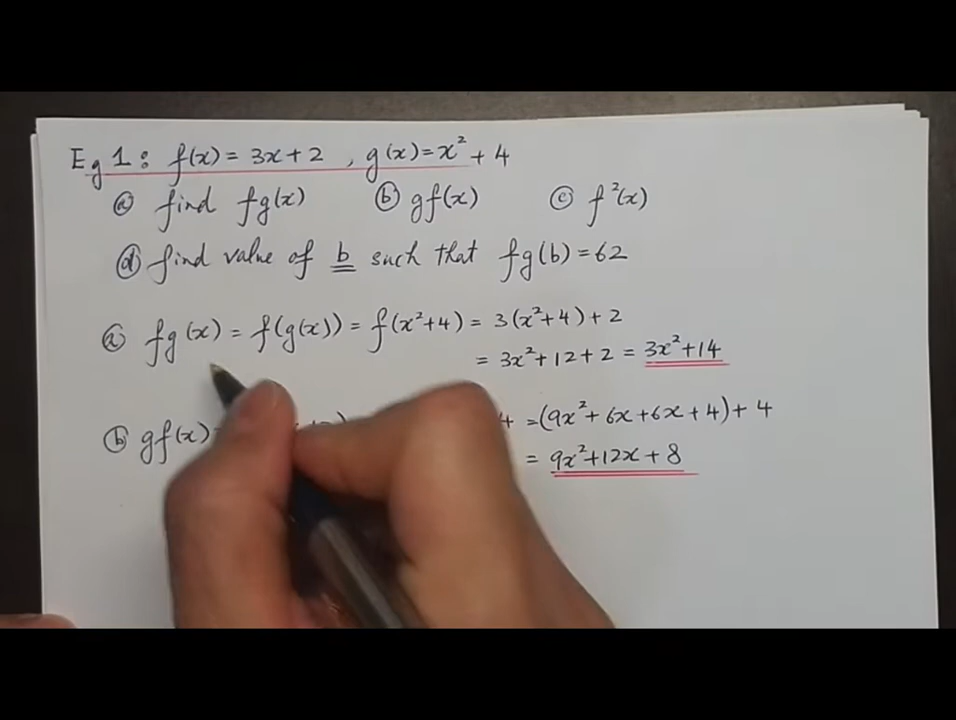 Eg 1: f(x) = 3x+2 , g(x)=x²+4
ⓐ find fg(x) ⓑ gf(x) ⓒ f²(x)
ⓓ find value of b such that fg(b)=62
ⓐ fg(x) = f(g(x)) = f(x²+4) = 3(x²+4)+2
= 3x²+12+2 = 3x²+14
ⓑ gf(x) 4 =(9x²+6x+6x+4)+4
= 9x²+12x+8